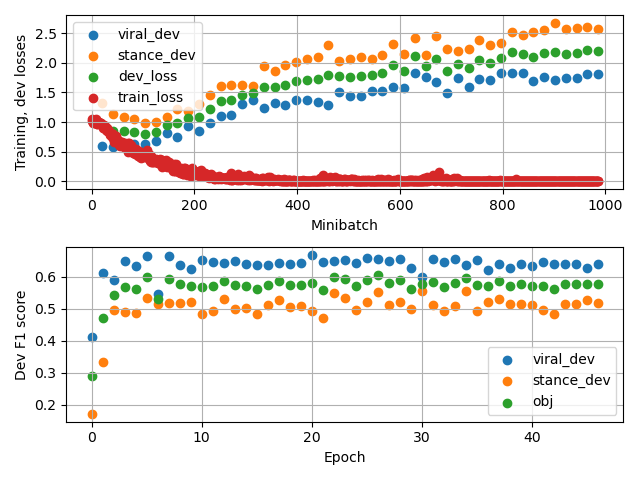 Training, dev losses
2.5
2.0
1.5
1.0
0.5
0.0
viral_dev
stance_dev
dev_loss
train_loss
0 200 400 600 800 1000
Minibatch
Dev F1 score
0.6
0.5
0.4
0.3
0.2
viral_dev
stance_dev
obj
0 10 20 30 40
Epoch